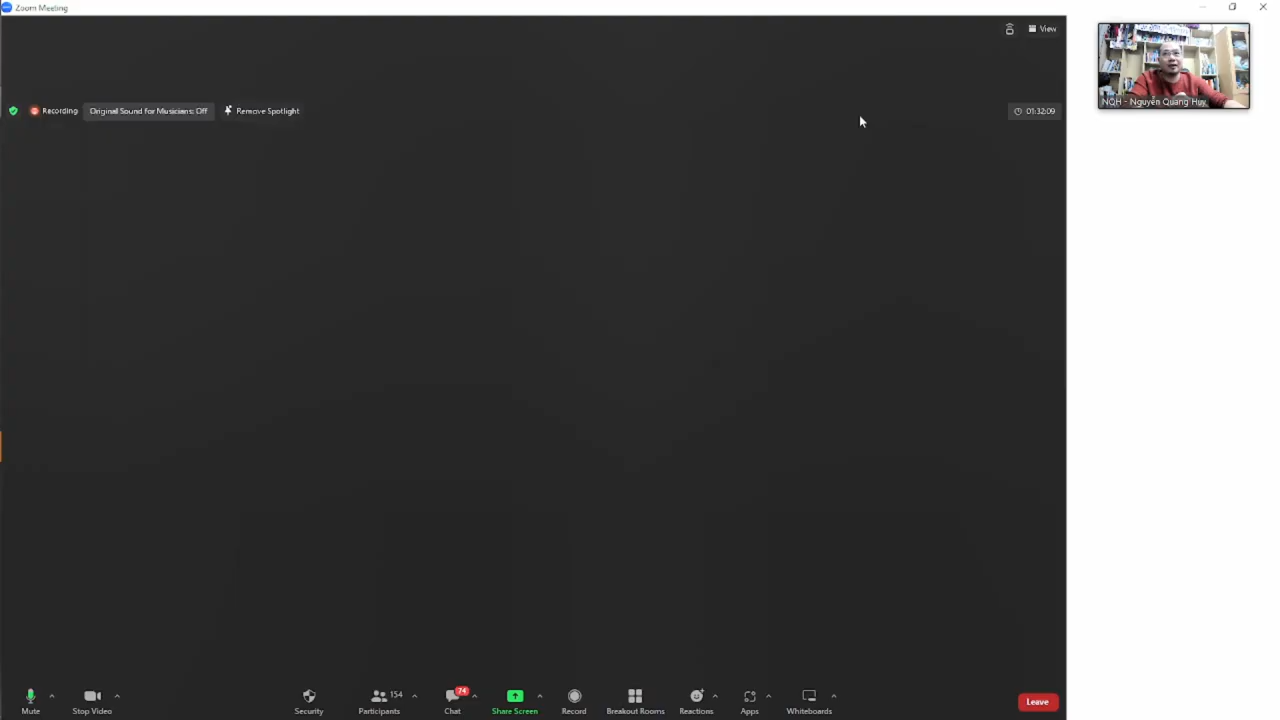 Zoom Meeting
View
Recording
Original Sound for Musicians: Off
Remove Spotlight
01:32:09
NQH - Nguyễn Quang Huy
Mute
Stop Video
Security
154
Participants
74
Chat
Share Screen
Record
Breakout Rooms
Reactions
Apps
Whiteboards
Leave